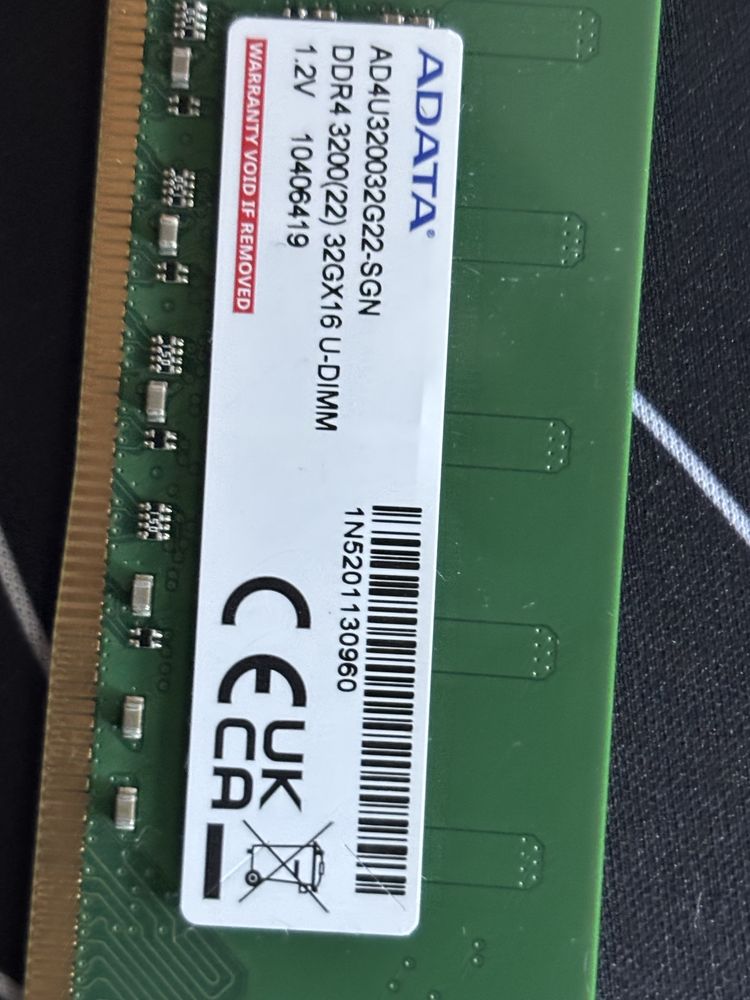 ADATA®
AD4U320032G22-SGN
DDR4 3200(22) 32GX16 U-DIMM
1.2V 10406419
WARRANTY VOID IF REMOVED
1N5201130960
CE
UK
CA